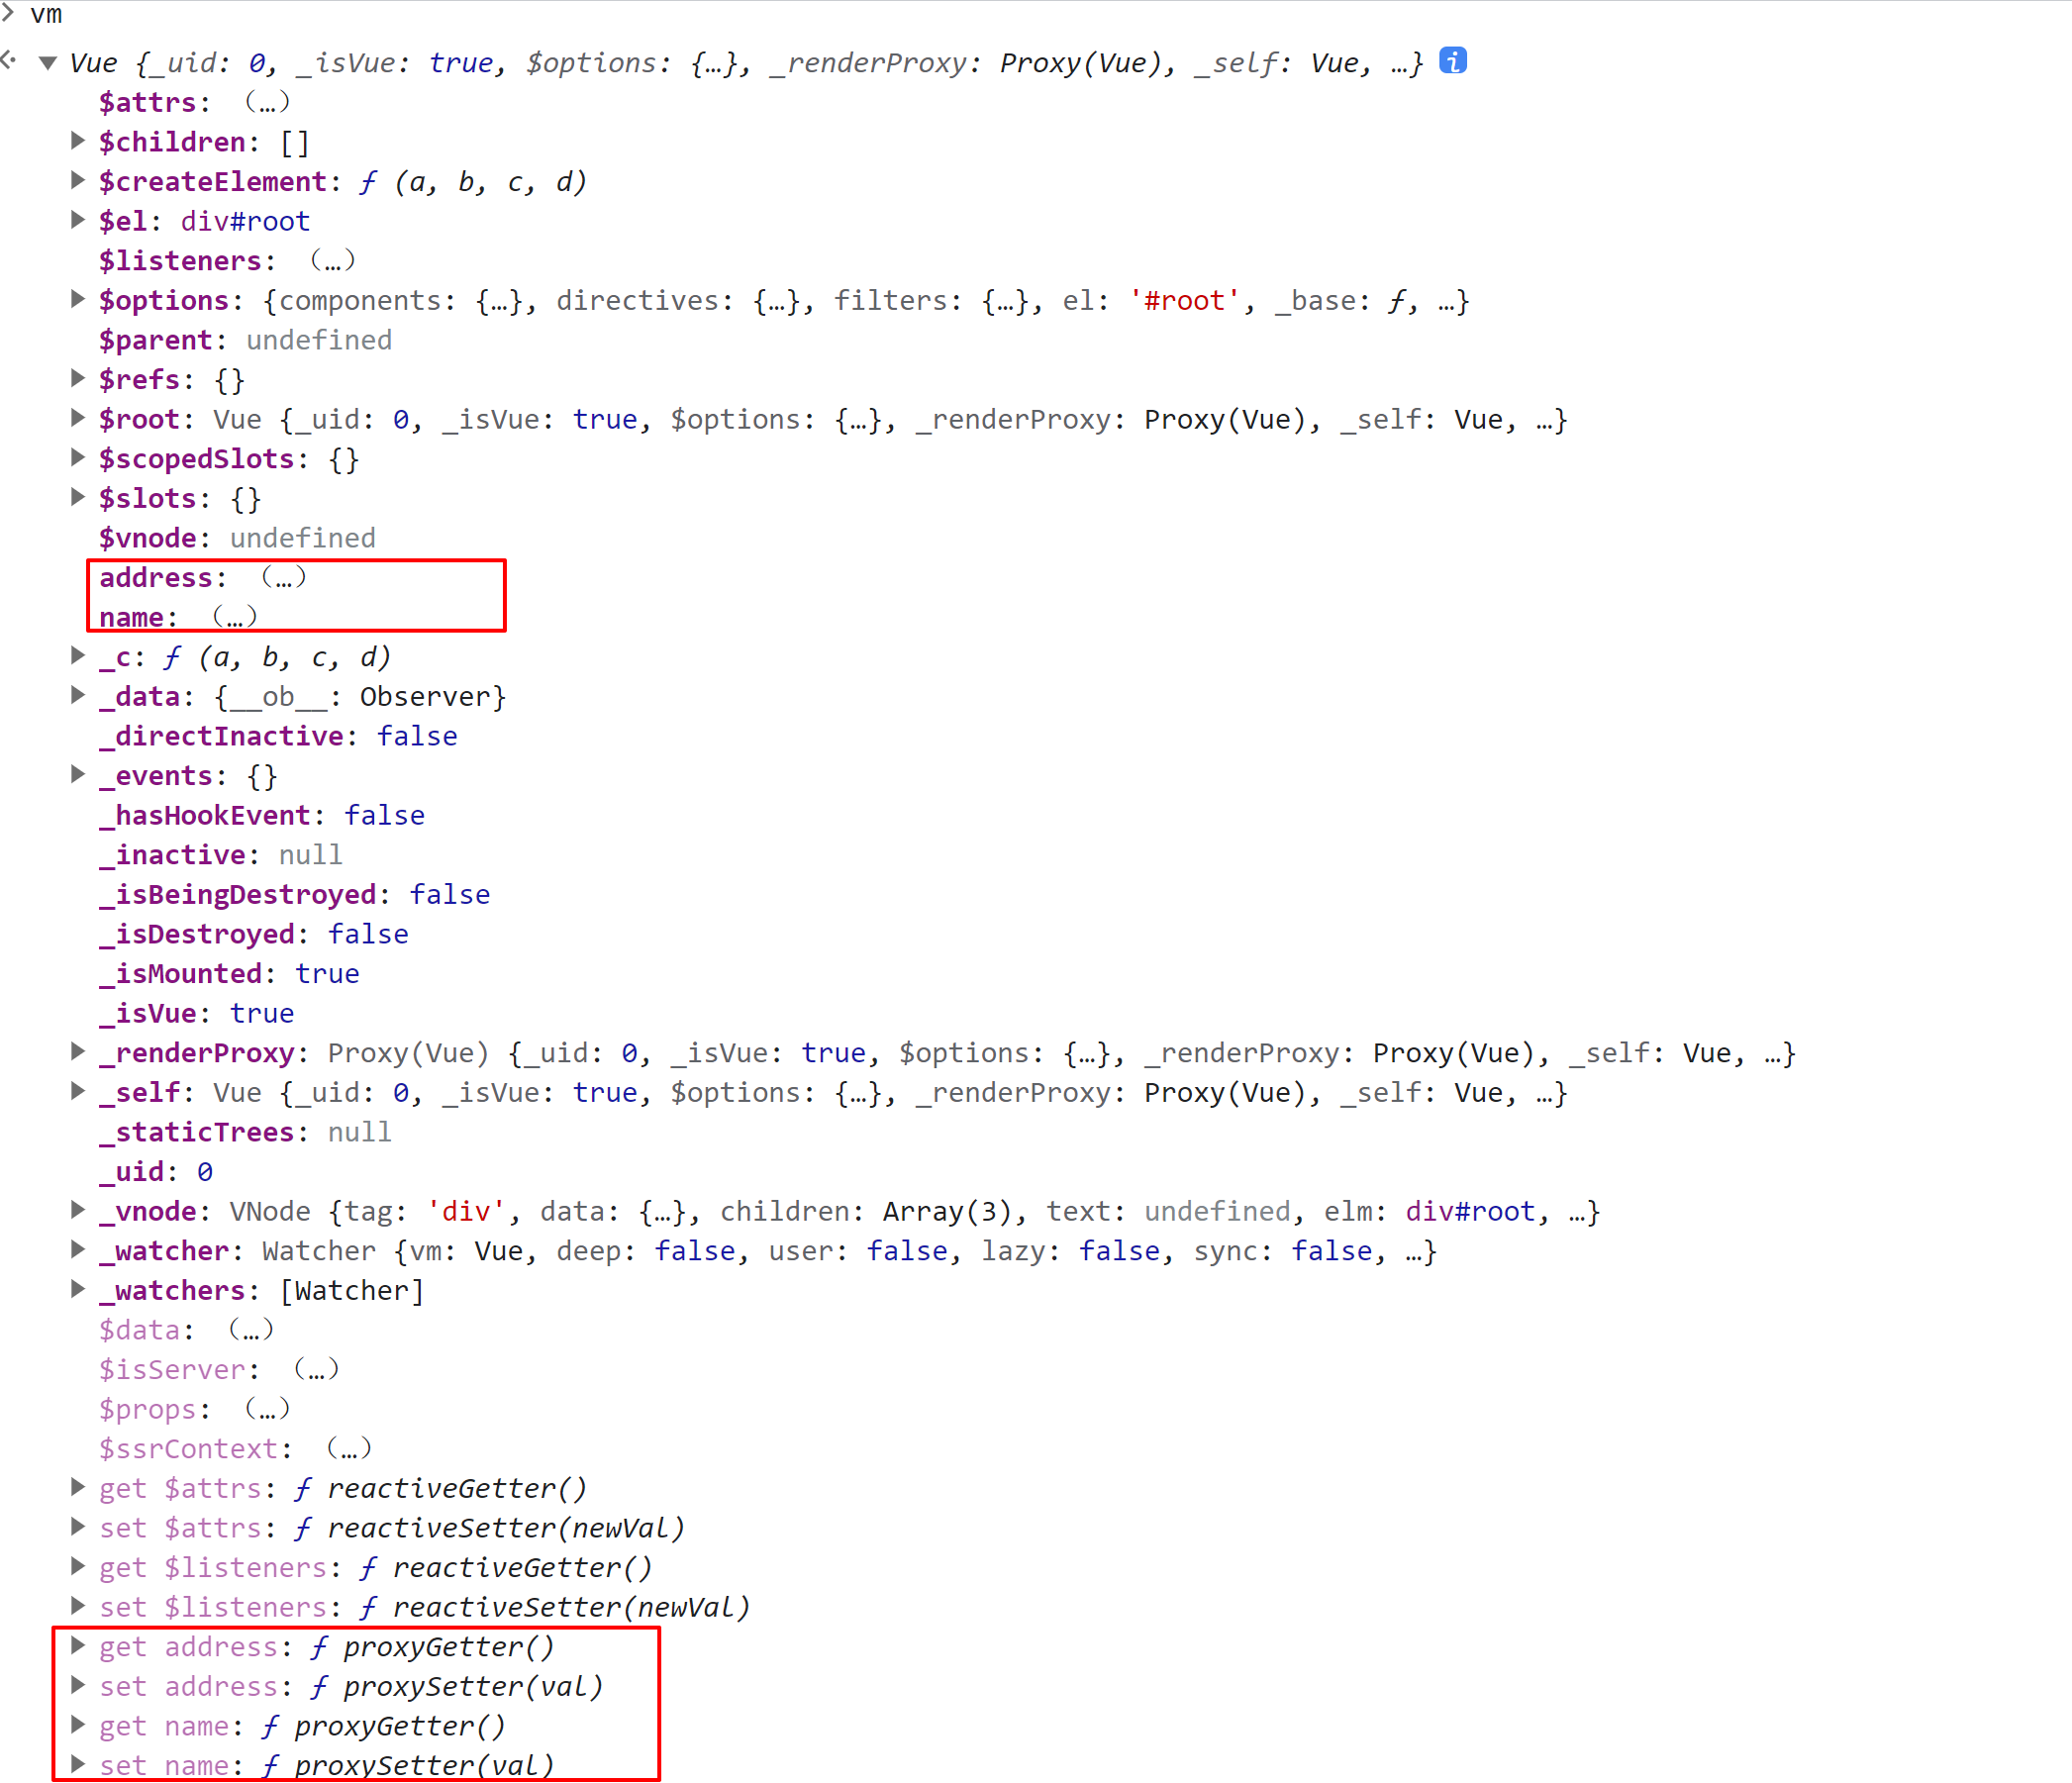 vm
Vue {_uid: 0, _isVue: true, $options: {…}, _renderProxy: Proxy(Vue), _self: Vue, …} i
$attrs: (…)
$children: []
$createElement: ƒ (a, b, c, d)
$el: div#root
$listeners: (…)
$options: {components: {…}, directives: {…}, filters: {…}, el: '#root', _base: ƒ, …}
$parent: undefined
$refs: {}
$root: Vue {_uid: 0, _isVue: true, $options: {…}, _renderProxy: Proxy(Vue), _self: Vue, …}
$scopedSlots: {}
$slots: {}
$vnode: undefined
address: (…)
name: (…)
_c: ƒ (a, b, c, d)
_data: {__ob__: Observer}
_directInactive: false
_events: {}
_hasHookEvent: false
_inactive: null
_isBeingDestroyed: false
_isDestroyed: false
_isMounted: true
_isVue: true
_renderProxy: Proxy(Vue) {_uid: 0, _isVue: true, $options: {…}, _renderProxy: Proxy(Vue), _self: Vue, …}
_self: Vue {_uid: 0, _isVue: true, $options: {…}, _renderProxy: Proxy(Vue), _self: Vue, …}
_staticTrees: null
_uid: 0
_vnode: VNode {tag: 'div', data: {…}, children: Array(3), text: undefined, elm: div#root, …}
_watcher: Watcher {vm: Vue, deep: false, user: false, lazy: false, sync: false, …}
_watchers: [Watcher]
$data: (…)
$isServer: (…)
$props: (…)
$ssrContext: (…)
get $attrs: ƒ reactiveGetter()
set $attrs: ƒ reactiveSetter(newVal)
get $listeners: ƒ reactiveGetter()
set $listeners: ƒ reactiveSetter(newVal)
get address: ƒ proxyGetter()
set address: ƒ proxySetter(val)
get name: ƒ proxyGetter()
set name: ƒ proxySetter(val)